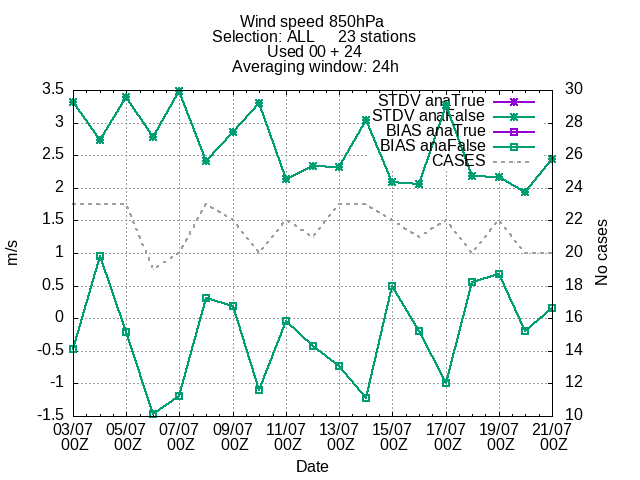 Wind speed 850hPa
Selection: ALL 23 stations
Used 00 + 24
Averaging window: 24h
STDV anaTrue
STDV anaFalse
BIAS anaTrue
BIAS anaFalse
CASES
3.5
3
2.5
2
1.5
1
0.5
0
-0.5
-1
-1.5
m/s
30
28
26
24
22
20
18
16
14
12
10
No cases
03/07 05/07 07/07 09/07 11/07 13/07 15/07 17/07 19/07 21/07
00Z 00Z 00Z 00Z 00Z 00Z 00Z 00Z 00Z 00Z
Date